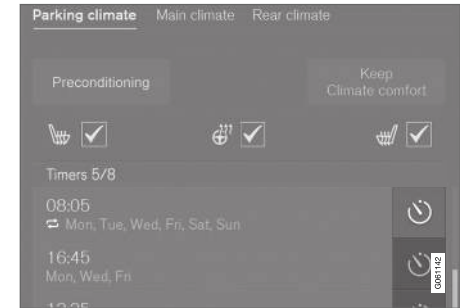 Parking climate Main climate Rear climate
Preconditioning
Keep
Climate comfort
Timers 5/8
08:05
Mon, Tue, Wed, Fri, Sat, Sun
16:45
Mon, Wed, Fri
G061142